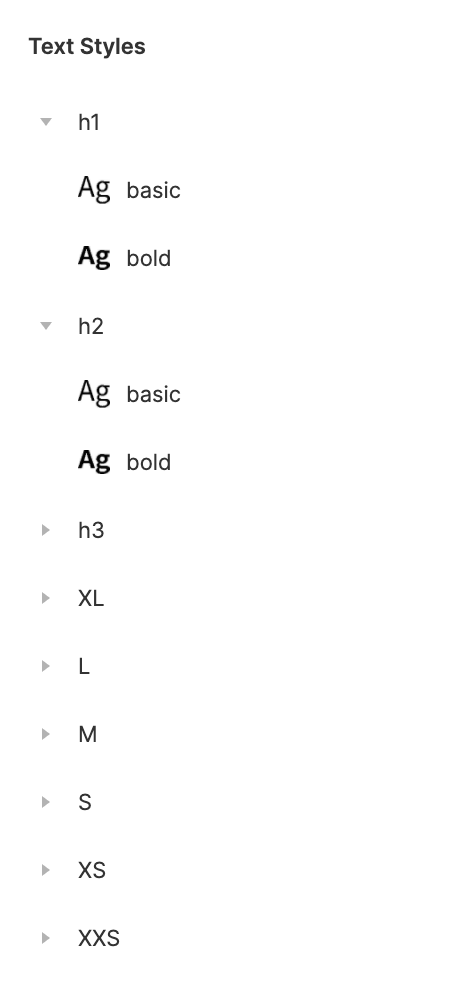 Text Styles
h1
Ag basic
Ag bold
h2
Ag basic
Ag bold
h3
XL
L
M
S
XS
XXS